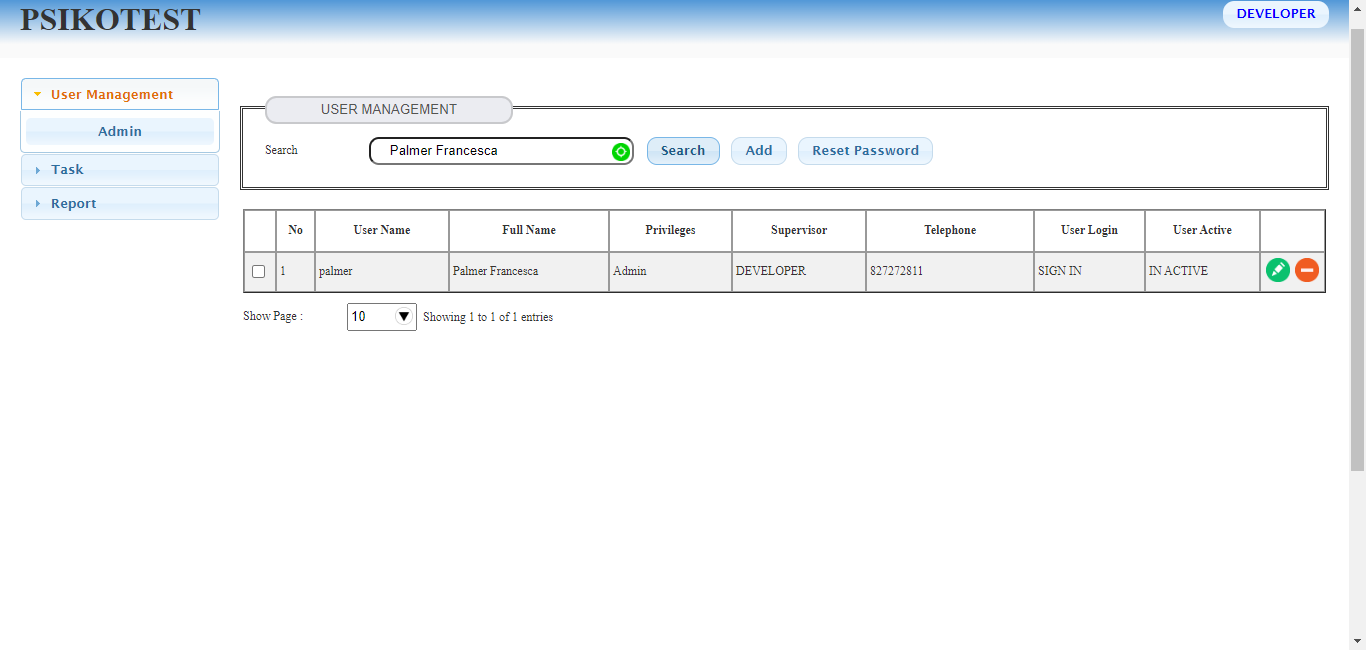 PSIKOTEST
DEVELOPER
User Management
Admin
Task
Report
USER MANAGEMENT
Search Palmer Francesca Search Add Reset Password
No User Name Full Name Privileges Supervisor Telephone User Login User Active
1 palmer Palmer Francesca Admin DEVELOPER 827272811 SIGN IN IN ACTIVE
Show Page : 10 Showing 1 to 1 of 1 entries